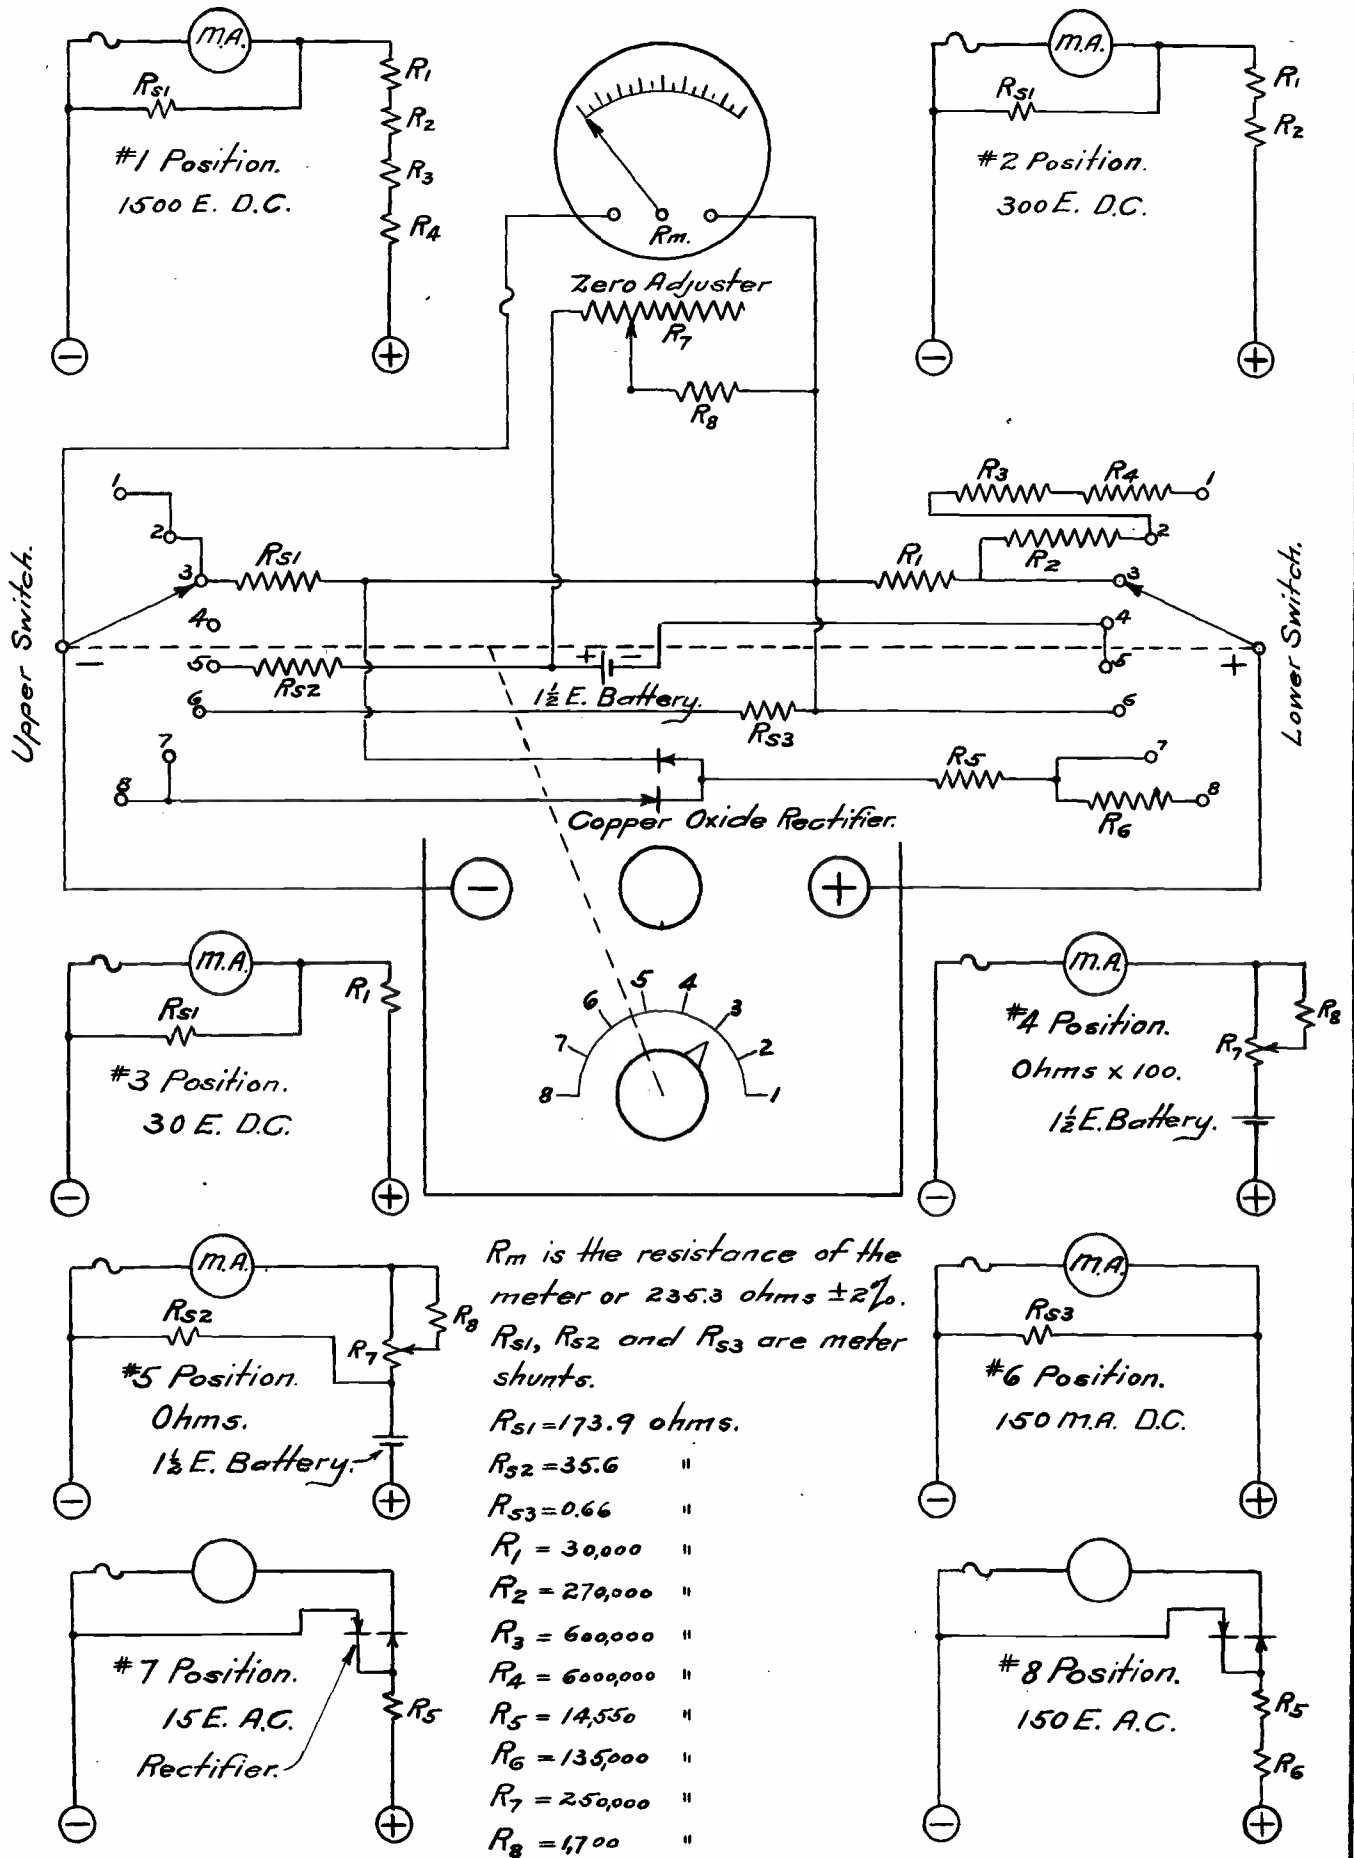 M.A.
Rs1
R1
R2
R3
R4
#1 Position.
1500 E. D.C.
− +
Rm.
Zero Adjuster
R7
R8
M.A.
Rs1
R1
R2
#2 Position.
300 E. D.C.
− +
Upper Switch.
1
2
3
4
5
6
7
8
−
Rs1
Rs2
+ −
1½ E. Battery.
Rs3
Copper Oxide Rectifier.
R3 R4
R2
R1
R5
R6
1
2
3
4
5
6
7
8
+
Lower Switch.
− +
8 7 6 5 4 3 2 1
M.A.
Rs1
R1
#3 Position.
30 E. D.C.
− +
M.A.
#4 Position.
Ohms x 100.
1½ E. Battery.
R7
R8
− +
M.A.
Rs2
R7
R8
#5 Position.
Ohms.
1½ E. Battery.
− +
Rm is the resistance of the
meter or 235.3 ohms ±2%.
Rs1, Rs2 and Rs3 are meter
shunts.
Rs1 = 173.9 ohms.
Rs2 = 35.6 "
Rs3 = 0.66 "
R1 = 30,000 "
R2 = 270,000 "
R3 = 600,000 "
R4 = 6000,000 "
R5 = 14,550 "
R6 = 135,000 "
R7 = 250,000 "
R8 = 1,700 "
M.A.
Rs3
#6 Position.
150 M.A. D.C.
− +
#7 Position.
15 E. A.C.
Rectifier.
R5
− +
#8 Position.
150 E. A.C.
R5
R6
− +